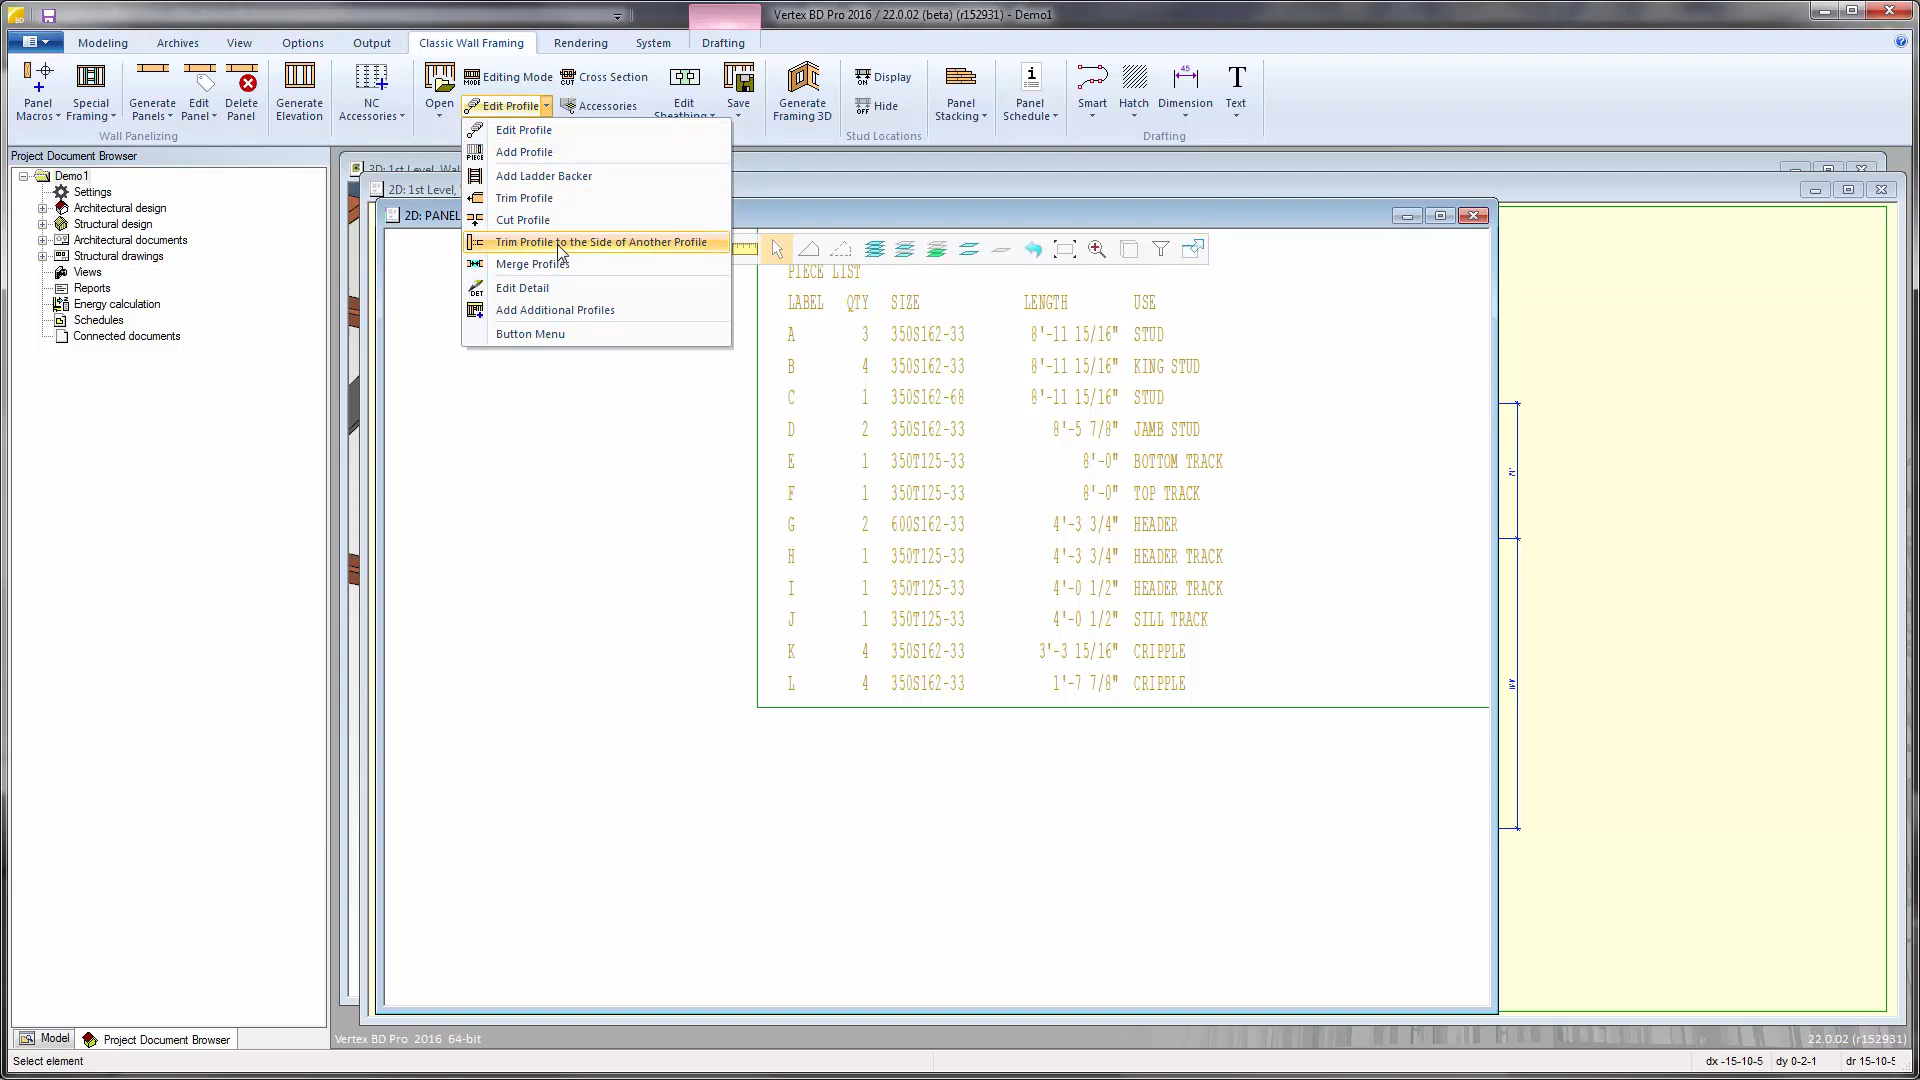 Vertex BD Pro 2016 / 22.0.02 (beta) (r152931) - Demo1
Modeling Archives View Options Output Classic Wall Framing Rendering System Drafting
Panel Macros
Special Framing
Generate Panels
Edit Panel
Delete Panel
Wall Panelizing
Generate Elevation
NC Accessories
Open
Editing Mode
Edit Profile
Cross Section
Accessories
Edit Sheathing
Save
Generate Framing 3D
Display
Hide
Stud Locations
Panel Stacking
Panel Schedule
Smart
Hatch
Dimension
Text
Drafting
Edit Profile
Add Profile
Add Ladder Backer
Trim Profile
Cut Profile
Trim Profile to the Side of Another Profile
Merge Profiles
Edit Detail
Add Additional Profiles
Button Menu
Project Document Browser
Demo1
Settings
Architectural design
Structural design
Architectural documents
Structural drawings
Views
Reports
Energy calculation
Schedules
Connected documents
2D: 1st Level,
2D: PANEL
PIECE LIST
LABEL QTY SIZE LENGTH USE
A 3 350S162-33 8'-11 15/16" STUD
B 4 350S162-33 8'-11 15/16" KING STUD
C 1 350S162-68 8'-11 15/16" STUD
D 2 350S162-33 8'-5 7/8" JAMB STUD
E 1 350T125-33 8'-0" BOTTOM TRACK
F 1 350T125-33 8'-0" TOP TRACK
G 2 600S162-33 4'-3 3/4" HEADER
H 1 350T125-33 4'-3 3/4" HEADER TRACK
I 1 350T125-33 4'-0 1/2" HEADER TRACK
J 1 350T125-33 4'-0 1/2" SILL TRACK
K 4 350S162-33 3'-3 15/16" CRIPPLE
L 4 350S162-33 1'-7 7/8" CRIPPLE
Model Project Document Browser
Vertex BD Pro 2016 64-bit
22.0.02 (r152931)
Select element
dx -15-10-5 dy 0-2-1 dr 15-10-5